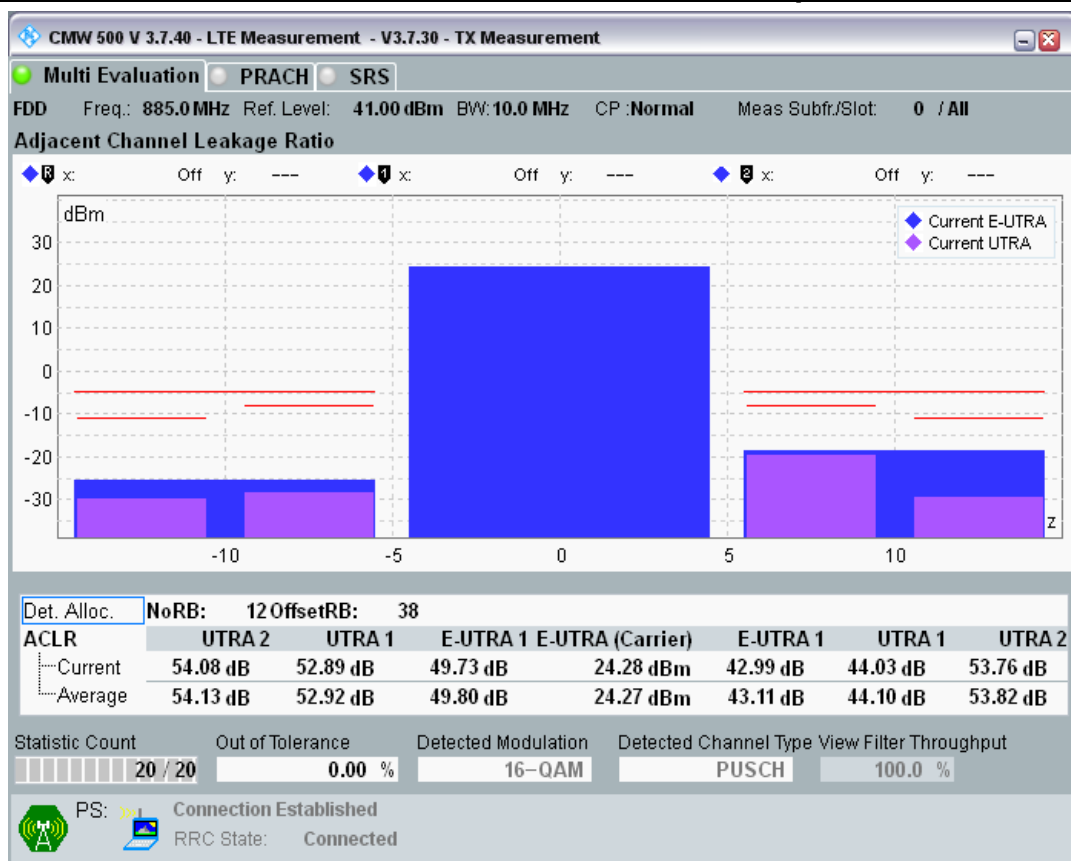 CMW 500 V 3.7.40 - LTE Measurement - V3.7.30 - TX Measurement
Multi Evaluation PRACH SRS
FDD Freq.: 885.0 MHz Ref. Level: 41.00 dBm BW: 10.0 MHz CP :Normal Meas Subfr./Slot: 0 / All
Adjacent Channel Leakage Ratio
R x: Off y: --- 1 x: Off y: --- 2 x: Off y: ---
dBm
Current E-UTRA
Current UTRA
30
20
10
0
-10
-20
-30
z
-10 -5 0 5 10
Det. Alloc. NoRB: 12 OffsetRB: 38
ACLR UTRA 2 UTRA 1 E-UTRA 1 E-UTRA (Carrier) E-UTRA 1 UTRA 1 UTRA 2
Current 54.08 dB 52.89 dB 49.73 dB 24.28 dBm 42.99 dB 44.03 dB 53.76 dB
Average 54.13 dB 52.92 dB 49.80 dB 24.27 dBm 43.11 dB 44.10 dB 53.82 dB
Statistic Count Out of Tolerance Detected Modulation Detected Channel Type View Filter Throughput
20 / 20 0.00 % 16-QAM PUSCH 100.0 %
PS: Connection Established
RRC State: Connected